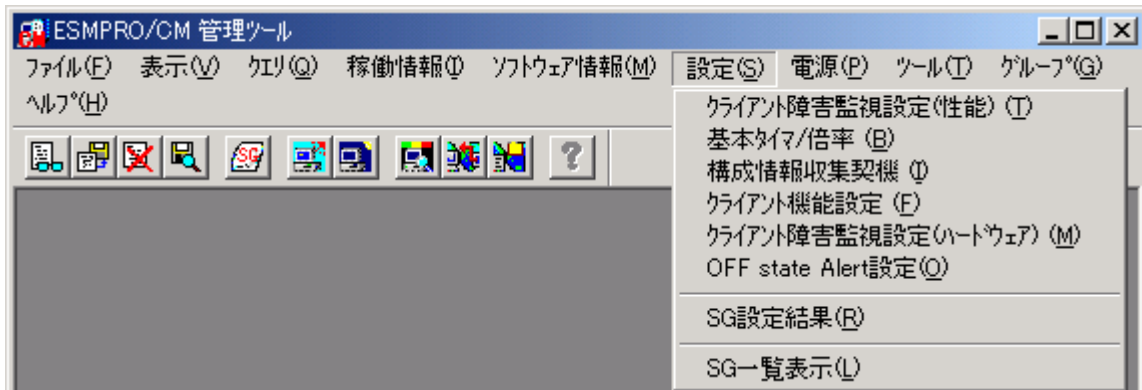 ESMPRO/CM 管理ﾂｰﾙ
ﾌｧｲﾙ(F) 表示(V) ｸｴﾘ(Q) 稼働情報(I) ｿﾌﾄｳｪｱ情報(M) 設定(S) 電源(P) ﾂｰﾙ(T) ｸﾞﾙｰﾌﾟ(G)
ﾍﾙﾌﾟ(H)
SG
ｸﾗｲｱﾝﾄ障害監視設定(性能) (T)
基本ﾀｲﾏ/倍率 (B)
構成情報収集契機 (I)
ｸﾗｲｱﾝﾄ機能設定 (F)
ｸﾗｲｱﾝﾄ障害監視設定(ﾊｰﾄﾞｳｪｱ) (M)
OFF state Alert設定(O)
SG設定結果(R)
SG一覧表示(L)